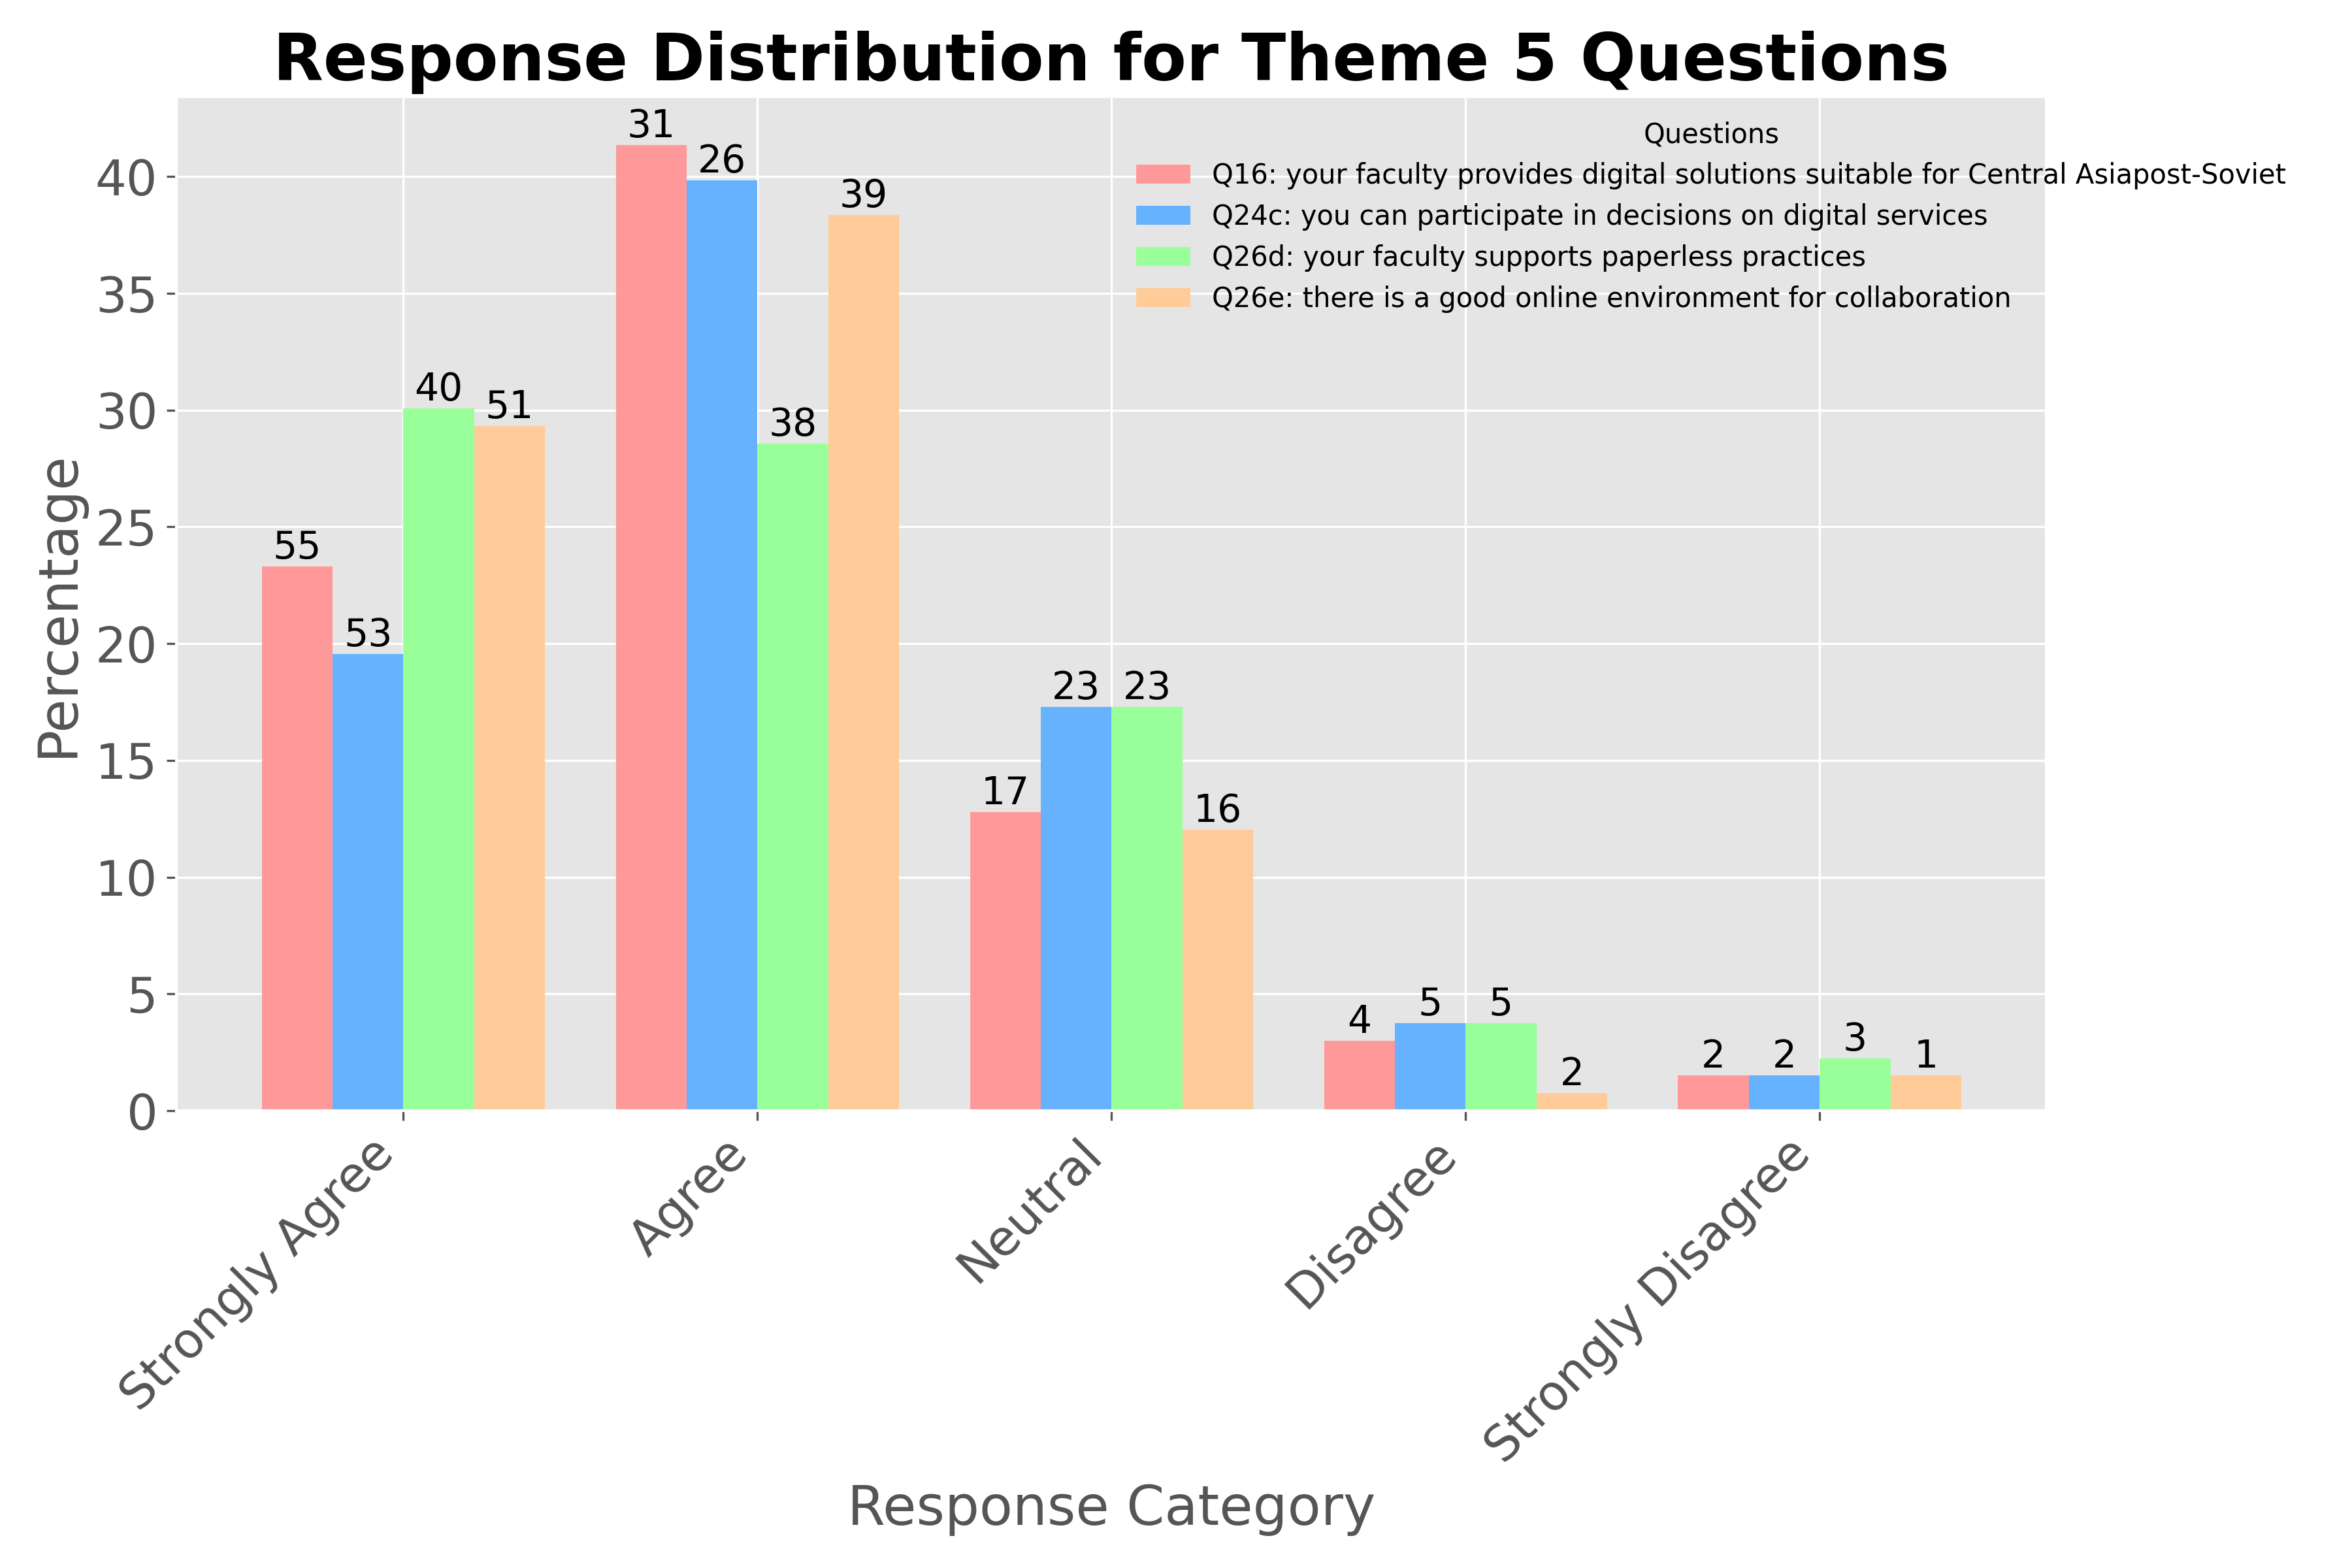 Response Distribution for Theme 5 Questions
Questions
Q16: your faculty provides digital solutions suitable for Central Asiapost-Soviet
Q24c: you can participate in decisions on digital services
Q26d: your faculty supports paperless practices
Q26e: there is a good online environment for collaboration
Percentage
40
35
30
25
20
15
10
5
0
55
53
40
51
31
26
38
39
17
23
23
16
4
5
5
2
2
2
3
1
Strongly Agree
Agree
Neutral
Disagree
Strongly Disagree
Response Category